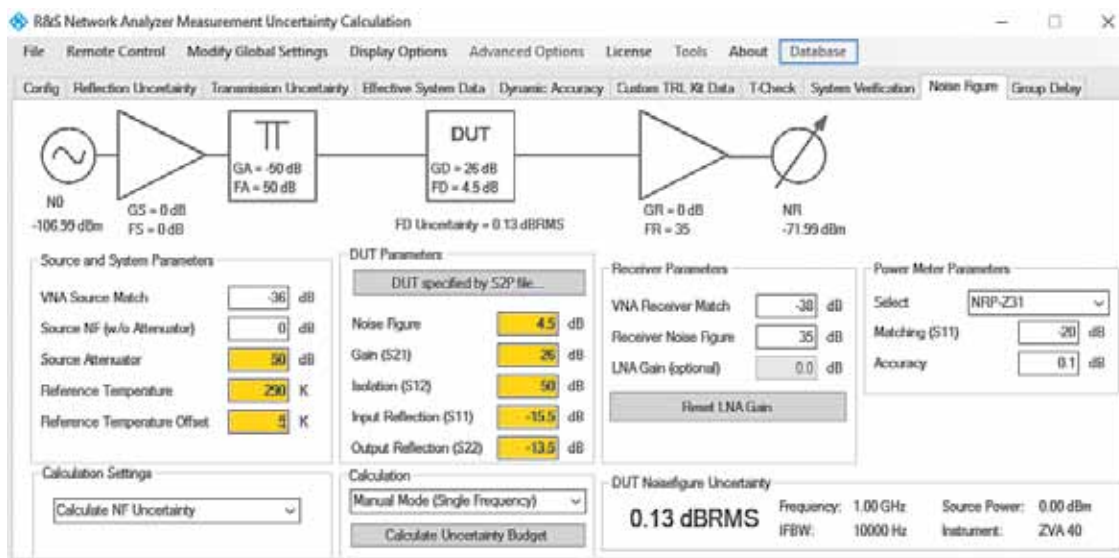 R&S Network Analyzer Measurement Uncertainty Calculation
File Remote Control Modify Global Settings Display Options Advanced Options License Tools About Database
Config Reflection Uncertainty Transmission Uncertainty Effective System Data Dynamic Accuracy Custom TRL Kit Data T-Check System Verification Noise Figure Group Delay
DUT
GA = -50 dB
FA = 50 dB
GD = 26 dB
FD = 4.5 dB
N0
-106.99 dBm
GS = 0 dB
FS = 0 dB
FD Uncertainty = 0.13 dBRMS
GR = 0 dB
FR = 35
NR
-71.99 dBm
Source and System Parameters
VNA Source Match -36 dB
Source NF (w/o Attenuator) 0 dB
Source Attenuator 50 dB
Reference Temperature 290 K
Reference Temperature Offset 5 K
DUT Parameters
DUT specified by S2P file...
Noise Figure 4.5 dB
Gain (S21) 26 dB
Isolation (S12) 50 dB
Input Reflection (S11) -15.5 dB
Output Reflection (S22) -13.5 dB
Receiver Parameters
VNA Receiver Match -38 dB
Receiver Noise Figure 35 dB
LNA Gain (optional) 0.0 dB
Reset LNA Gain
Power Meter Parameters
Select NRP-Z31
Matching (S11) -20 dB
Accuracy 0.1 dB
Calculation Settings
Calculate NF Uncertainty
Calculation
Manual Mode (Single Frequency)
Calculate Uncertainty Budget
DUT Noisefigure Uncertainty
0.13 dBRMS
Frequency: 1.00 GHz Source Power: 0.00 dBm
IFBW: 10000 Hz Instrument: ZVA 40